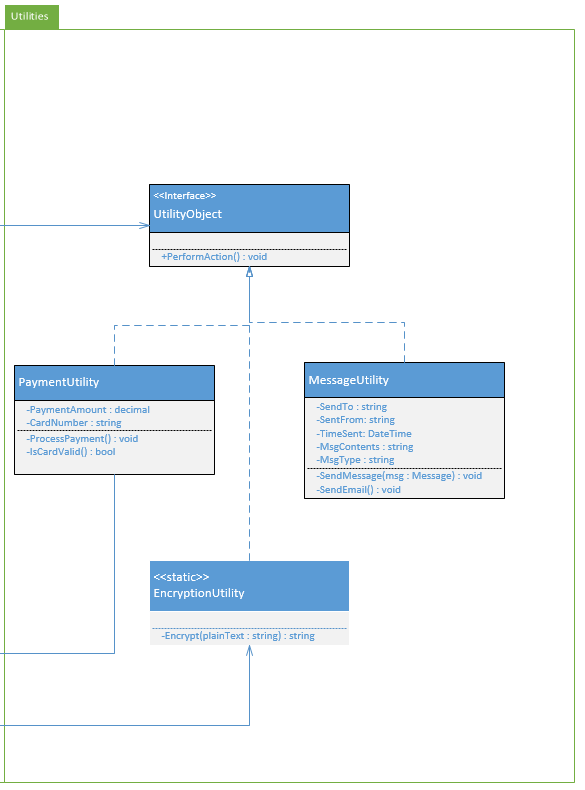 Utilities
<<Interface>>
UtilityObject
+PerformAction() : void
PaymentUtility
-PaymentAmount : decimal
-CardNumber : string
-ProcessPayment() : void
-IsCardValid() : bool
MessageUtility
-SendTo : string
-SentFrom: string
-TimeSent: DateTime
-MsgContents : string
-MsgType : string
-SendMessage(msg : Message) : void
-SendEmail() : void
<<static>>
EncryptionUtility
-Encrypt(plainText : string) : string